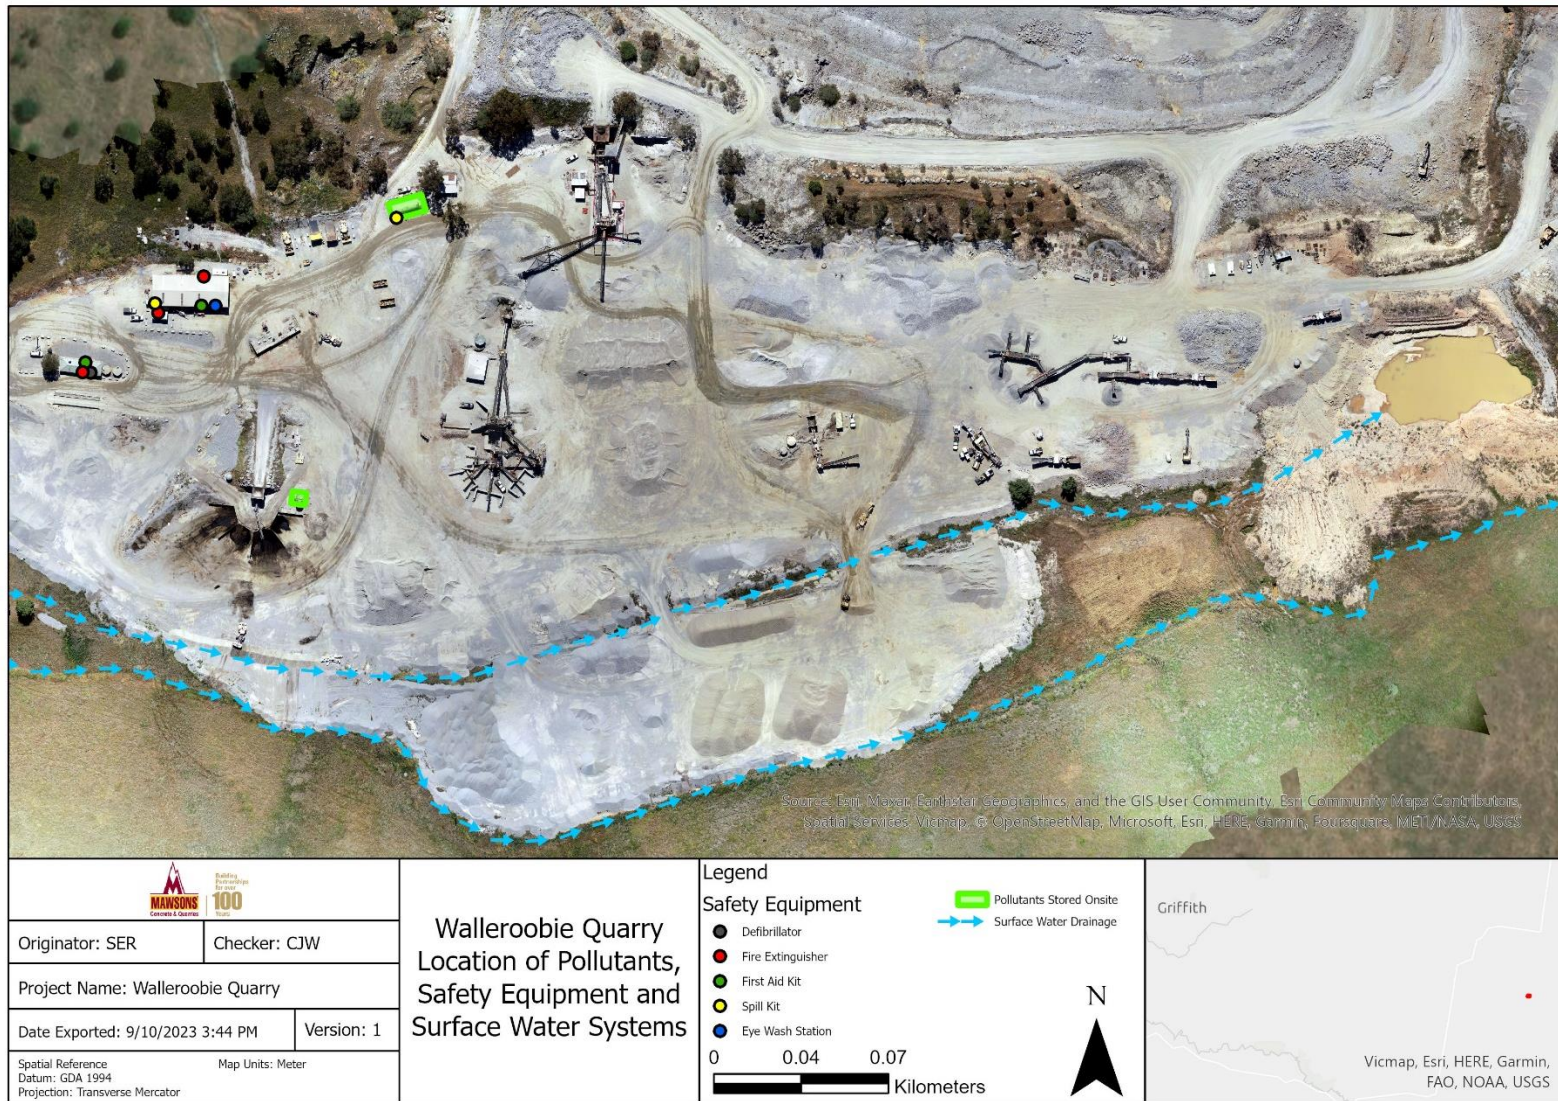 Source: Esri, Maxar, Earthstar Geographics, and the GIS User Community, Esri Community Maps Contributors,
Spatial Services, Vicmap, © OpenStreetMap, Microsoft, Esri, HERE, Garmin, Foursquare, METI/NASA, USGS
MAWSONS
Concrete & Quarries
Building
Partnerships
for over
100
Years
Originator: SER
Checker: CJW
Project Name: Walleroobie Quarry
Date Exported: 9/10/2023 3:44 PM
Version: 1
Spatial Reference
Datum: GDA 1994
Projection: Transverse Mercator
Map Units: Meter
Walleroobie Quarry
Location of Pollutants,
Safety Equipment and
Surface Water Systems
Legend
Safety Equipment
Defibrillator
Fire Extinguisher
First Aid Kit
Spill Kit
Eye Wash Station
Pollutants Stored Onsite
Surface Water Drainage
0 0.04 0.07
Kilometers
N
Griffith
Vicmap, Esri, HERE, Garmin,
FAO, NOAA, USGS